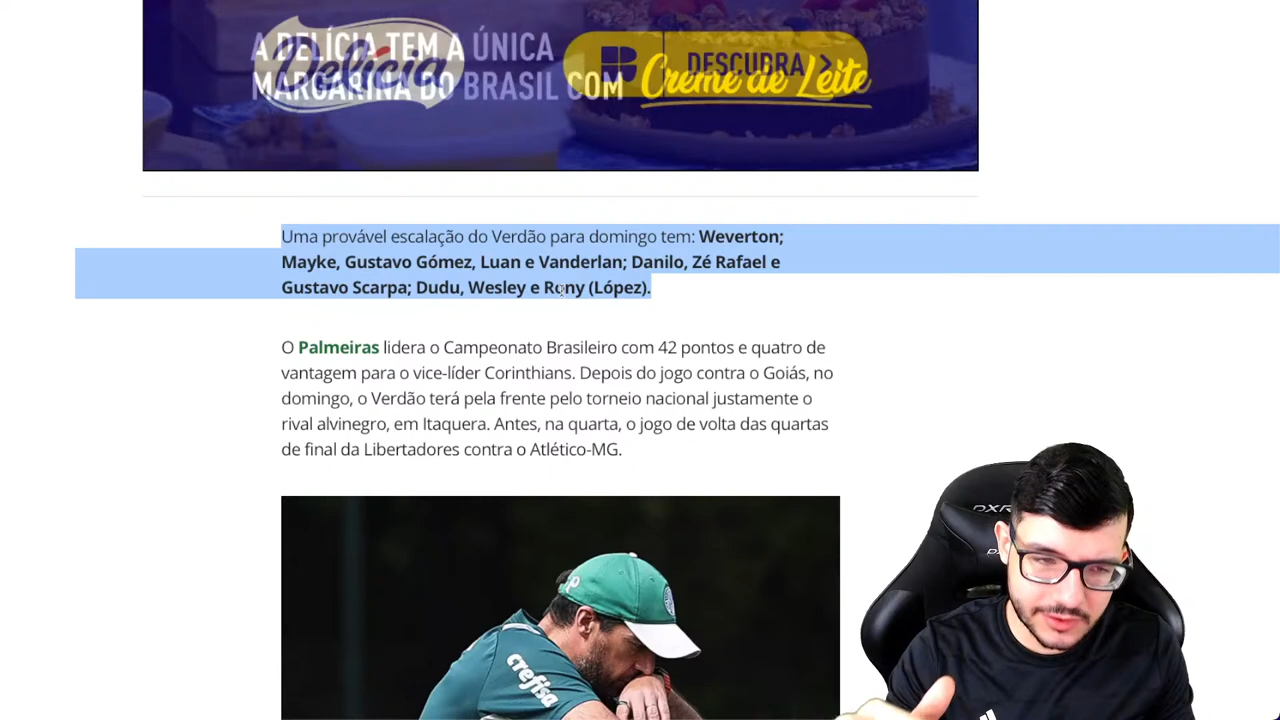 A DELÍCIA TEM A ÚNICA
MARGARINA DO BRASIL COM
Delícia
DESCUBRA >
Creme de Leite
Uma provável escalação do Verdão para domingo tem: Weverton;
Mayke, Gustavo Gómez, Luan e Vanderlan; Danilo, Zé Rafael e
Gustavo Scarpa; Dudu, Wesley e Rony (López).
O Palmeiras lidera o Campeonato Brasileiro com 42 pontos e quatro de
vantagem para o vice-líder Corinthians. Depois do jogo contra o Goiás, no
domingo, o Verdão terá pela frente pelo torneio nacional justamente o
rival alvinegro, em Itaquera. Antes, na quarta, o jogo de volta das quartas
de final da Libertadores contra o Atlético-MG.
crefisa